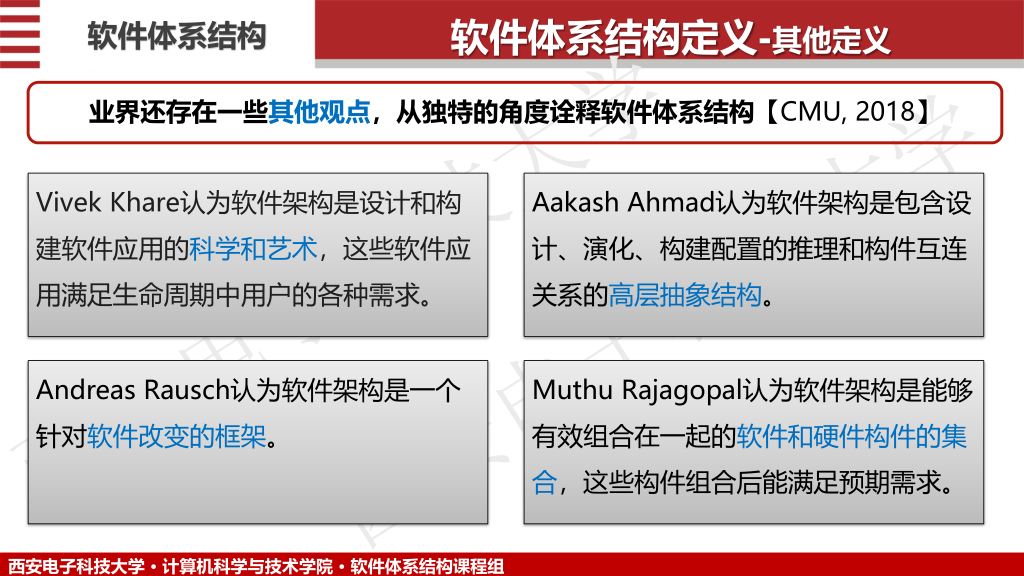 软件体系结构
软件体系结构定义-其他定义
业界还存在一些其他观点，从独特的角度诠释软件体系结构【CMU, 2018】
Vivek Khare认为软件架构是设计和构
建软件应用的科学和艺术，这些软件应
用满足生命周期中用户的各种需求。
Aakash Ahmad认为软件架构是包含设
计、演化、构建配置的推理和构件互连
关系的高层抽象结构。
Andreas Rausch认为软件架构是一个
针对软件改变的框架。
Muthu Rajagopal认为软件架构是能够
有效组合在一起的软件和硬件构件的集
合，这些构件组合后能满足预期需求。
西安电子科技大学 • 计算机科学与技术学院 • 软件体系结构课程组